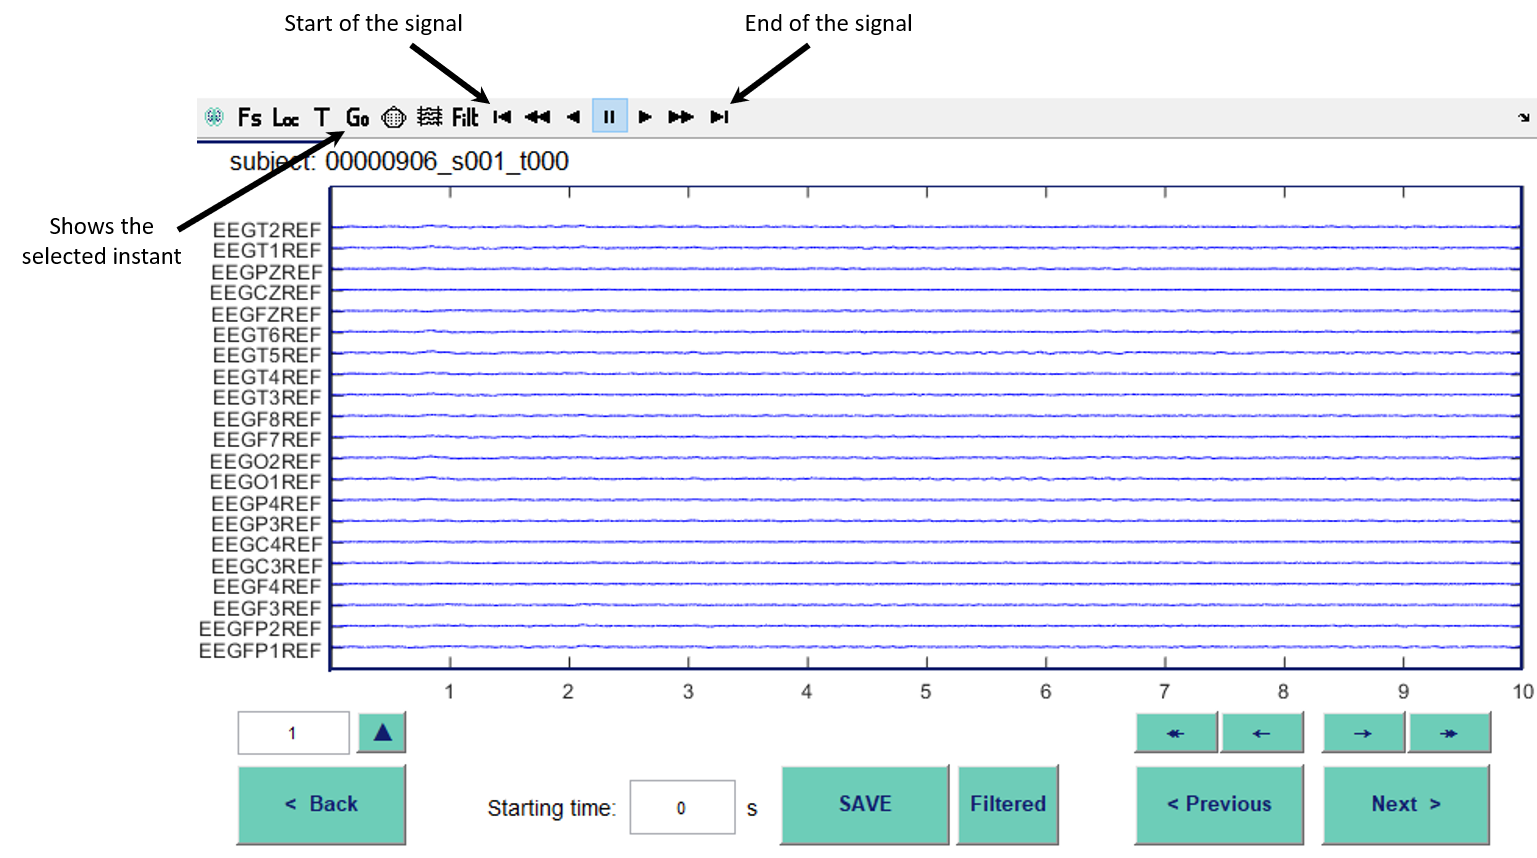 Start of the signal
End of the signal
Fs Loc T Go Filt
subject: 00000906_s001_t000
Shows the
selected instant
EEGT2REF
EEGT1REF
EEGPZREF
EEGCZREF
EEGFZREF
EEGT6REF
EEGT5REF
EEGT4REF
EEGT3REF
EEGF8REF
EEGF7REF
EEGO2REF
EEGO1REF
EEGP4REF
EEGP3REF
EEGC4REF
EEGC3REF
EEGF4REF
EEGF3REF
EEGFP2REF
EEGFP1REF
1 2 3 4 5 6 7 8 9 10
1
< Back
Starting time: 0 s
SAVE
Filtered
< Previous
Next >